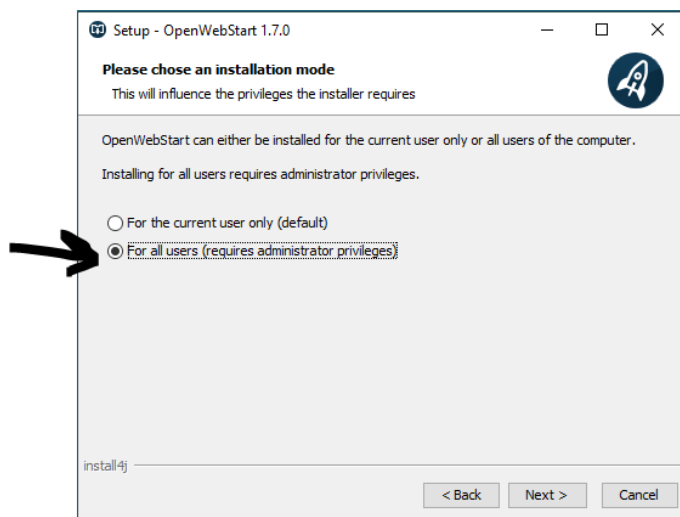 Setup - OpenWebStart 1.7.0
Please chose an installation mode
This will influence the privileges the installer requires
OpenWebStart can either be installed for the current user only or all users of the computer.
Installing for all users requires administrator privileges.
For the current user only (default)
For all users (requires administrator privileges)
install4j
< Back Next > Cancel